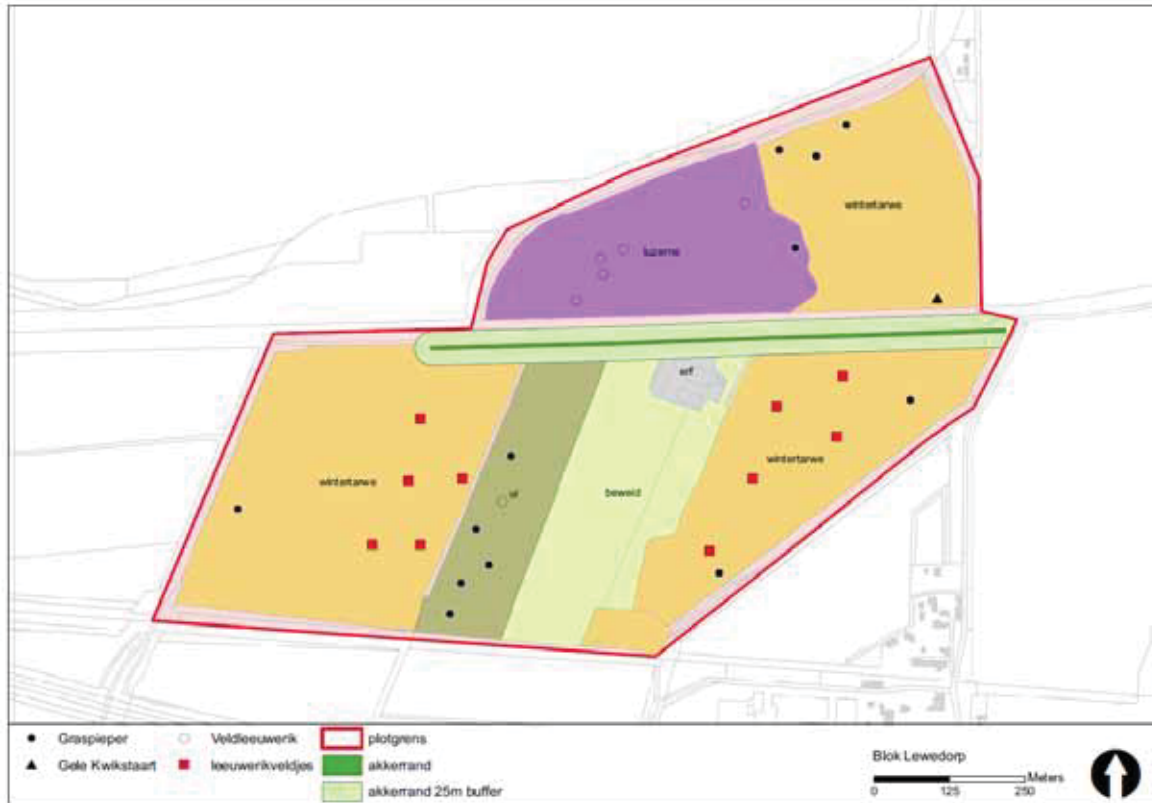 wintertarwe
luzerne
erf
wintertarwe
ui
wintertarwe
beweid
Graspieper
Veldleeuwerik
plotgrens
Gele Kwikstaart
leeuwerikveldjes
akkerrand
akkerrand 25m buffer
Blok Lewedorp
Meters
0 125 250